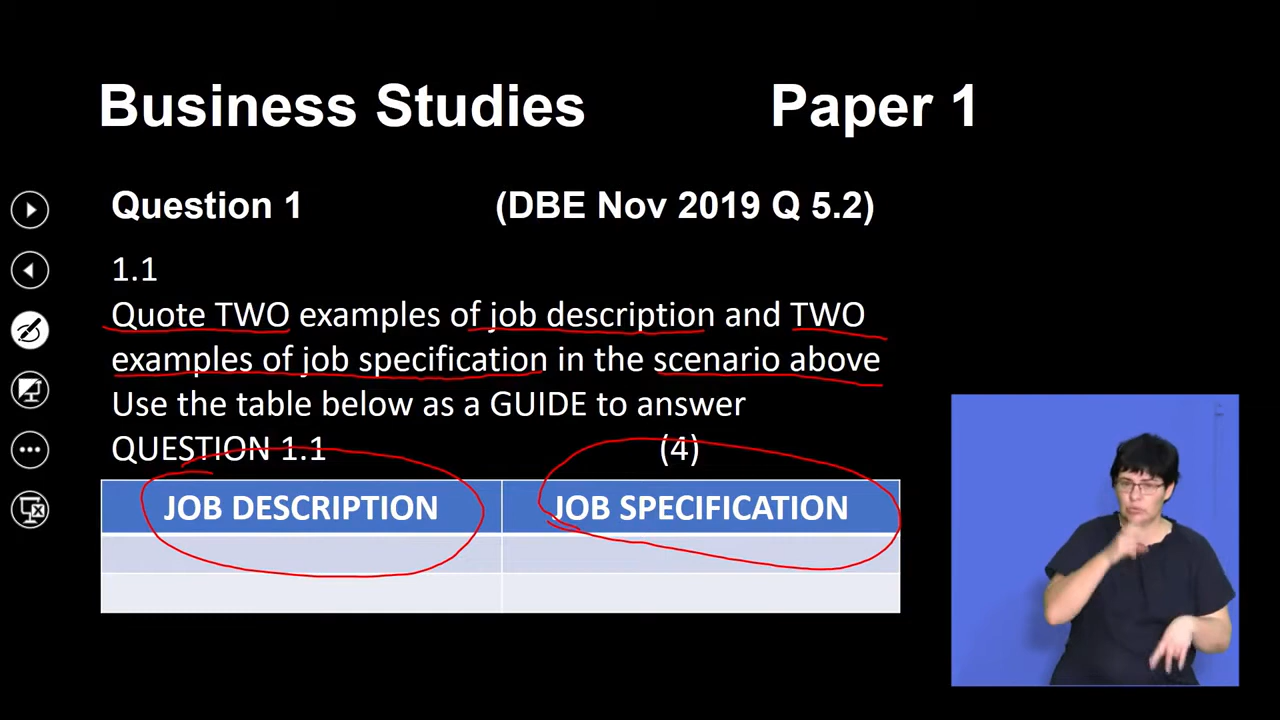 Business Studies Paper 1
Question 1 (DBE Nov 2019 Q 5.2)
1.1
Quote TWO examples of job description and TWO
examples of job specification in the scenario above
Use the table below as a GUIDE to answer
QUESTION 1.1 (4)
JOB DESCRIPTION JOB SPECIFICATION